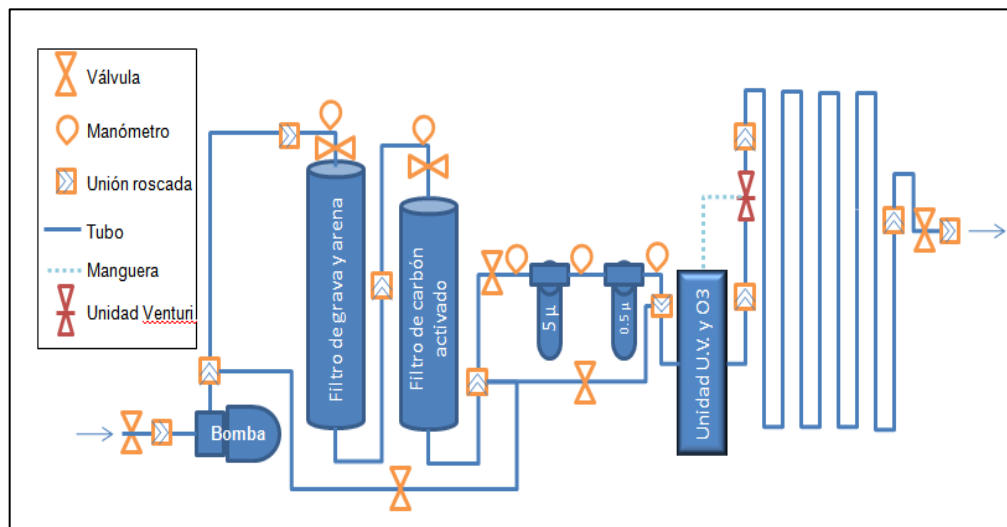 Válvula
Manómetro
Unión roscada
Tubo
Manguera
Unidad Venturi
Bomba
Filtro de grava y arena
Filtro de carbón
activado
5 µ
0.5 µ
Unidad U.V. y O3